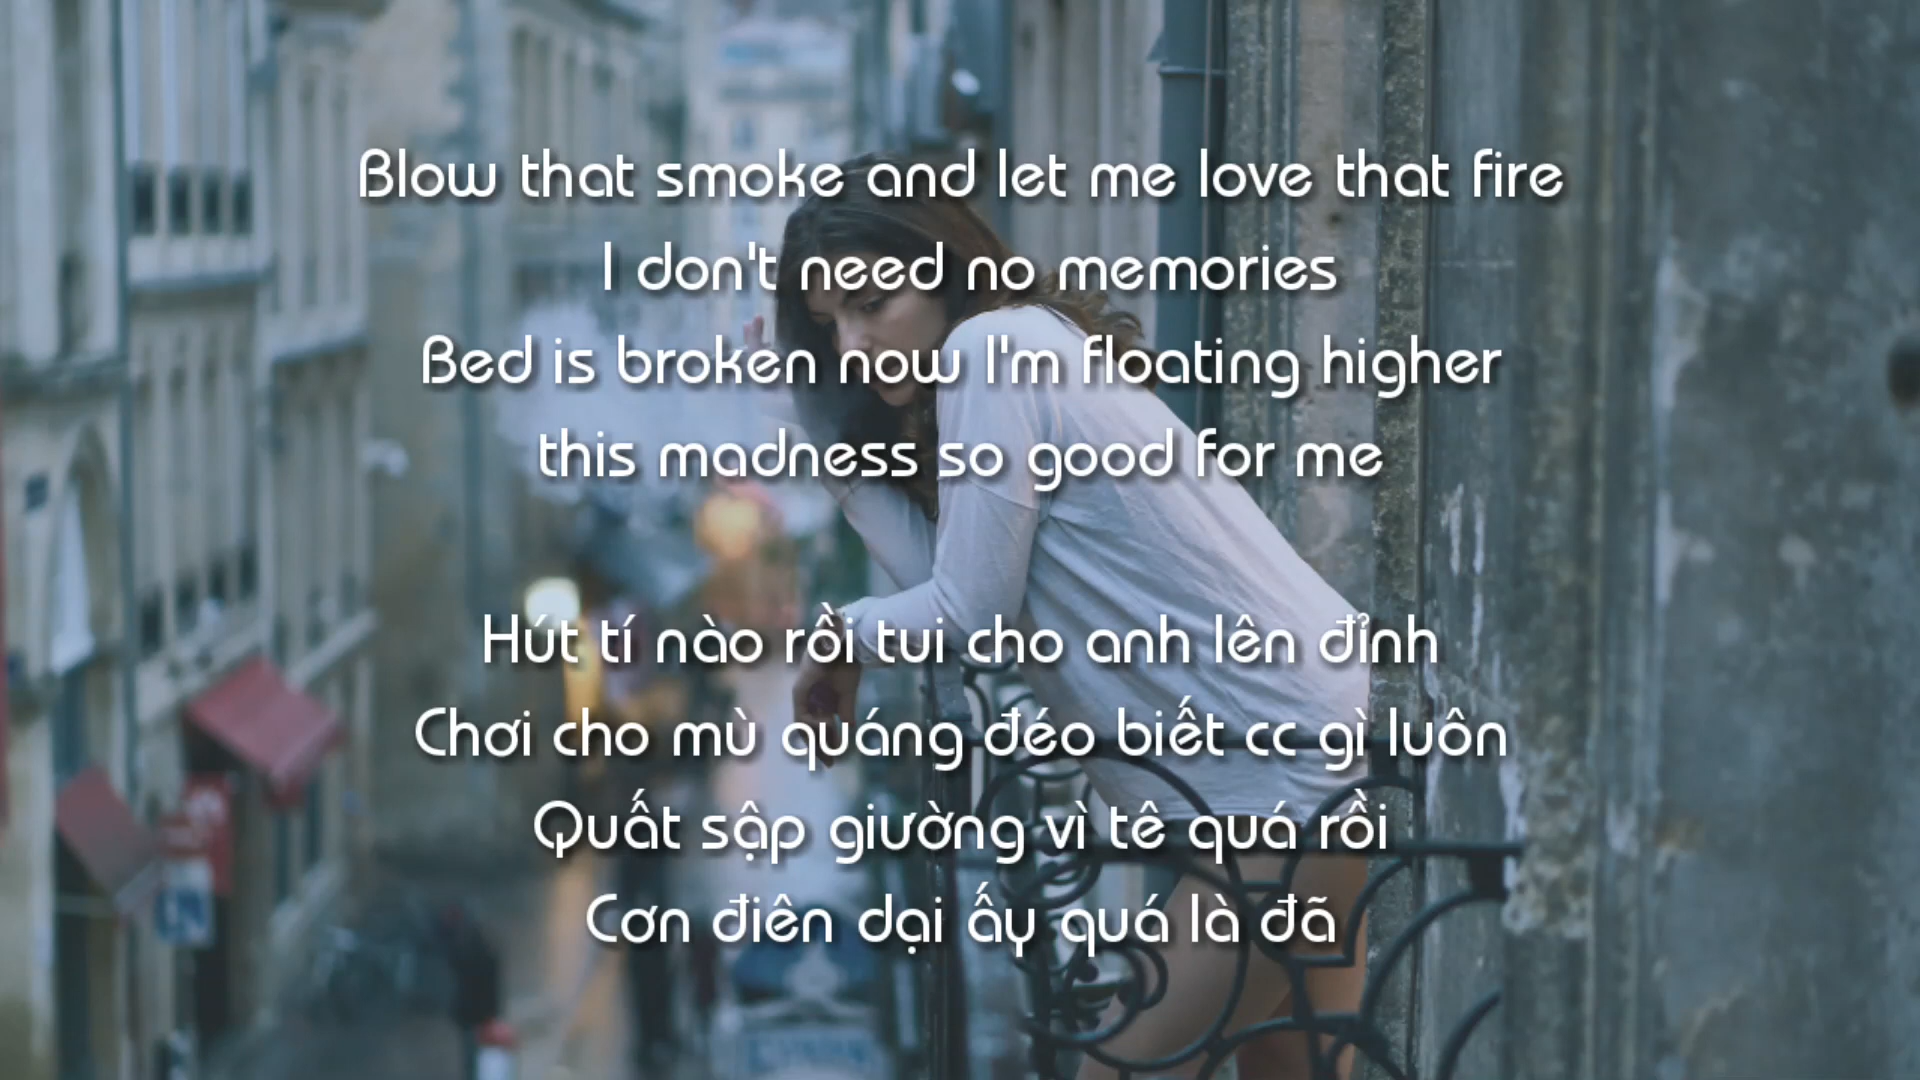 Blow that smoke and let me love that fire
I don't need no memories
Bed is broken now I'm floating higher
this madness so good for me
Hút tí nào rồi tui cho anh lên đỉnh
Chơi cho mù quáng đéo biết cc gì luôn
Quất sập giường vì tê quá rồi
Cơn điên dại ấy quá là đã